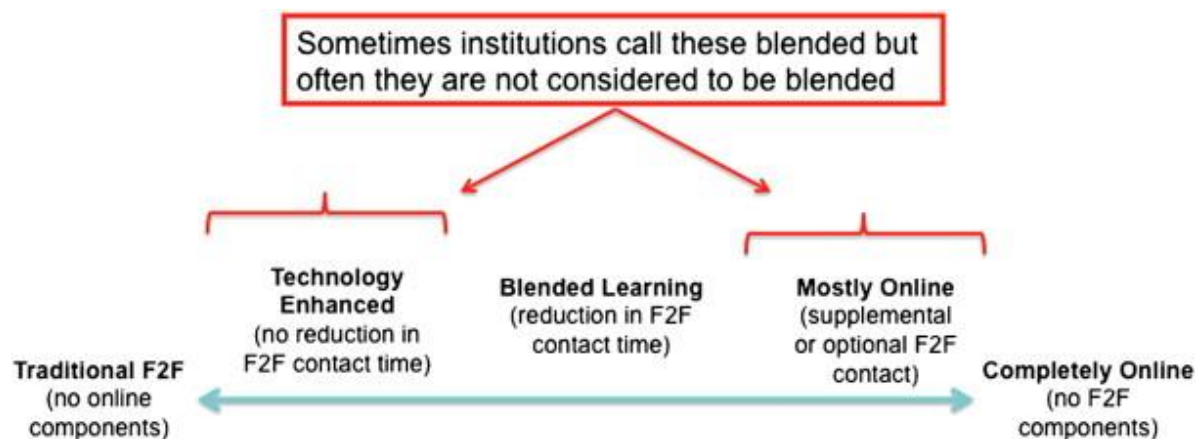 Sometimes institutions call these blended but
often they are not considered to be blended
Technology
Enhanced
(no reduction in
F2F contact time)
Blended Learning
(reduction in F2F
contact time)
Mostly Online
(supplemental
or optional F2F
contact)
Traditional F2F
(no online
components)
Completely Online
(no F2F
components)